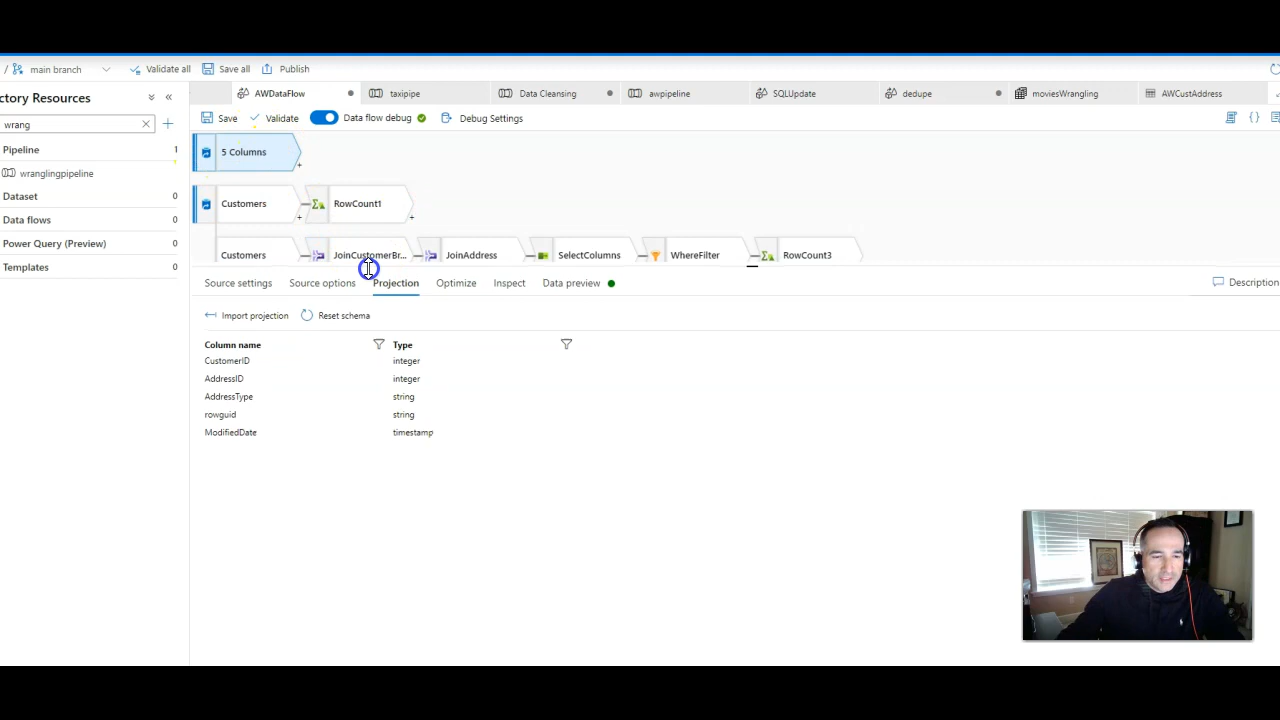 / main branch Validate all Save all Publish
ctory Resources
AWDataFlow taxipipe Data Cleansing awpipeline SQLUpdate dedupe moviesWrangling AWCustAddress
wrang
Save Validate Data flow debug Debug Settings
Pipeline 1
wranglingpipeline
Dataset 0
Data flows 0
Power Query (Preview) 0
Templates 0
5 Columns
+
Customers RowCount1
+ +
Customers JoinCustomerBr... JoinAddress SelectColumns WhereFilter RowCount3
Source settings Source options Projection Optimize Inspect Data preview Description
Import projection Reset schema
Column name Type
CustomerID integer
AddressID integer
AddressType string
rowguid string
ModifiedDate timestamp